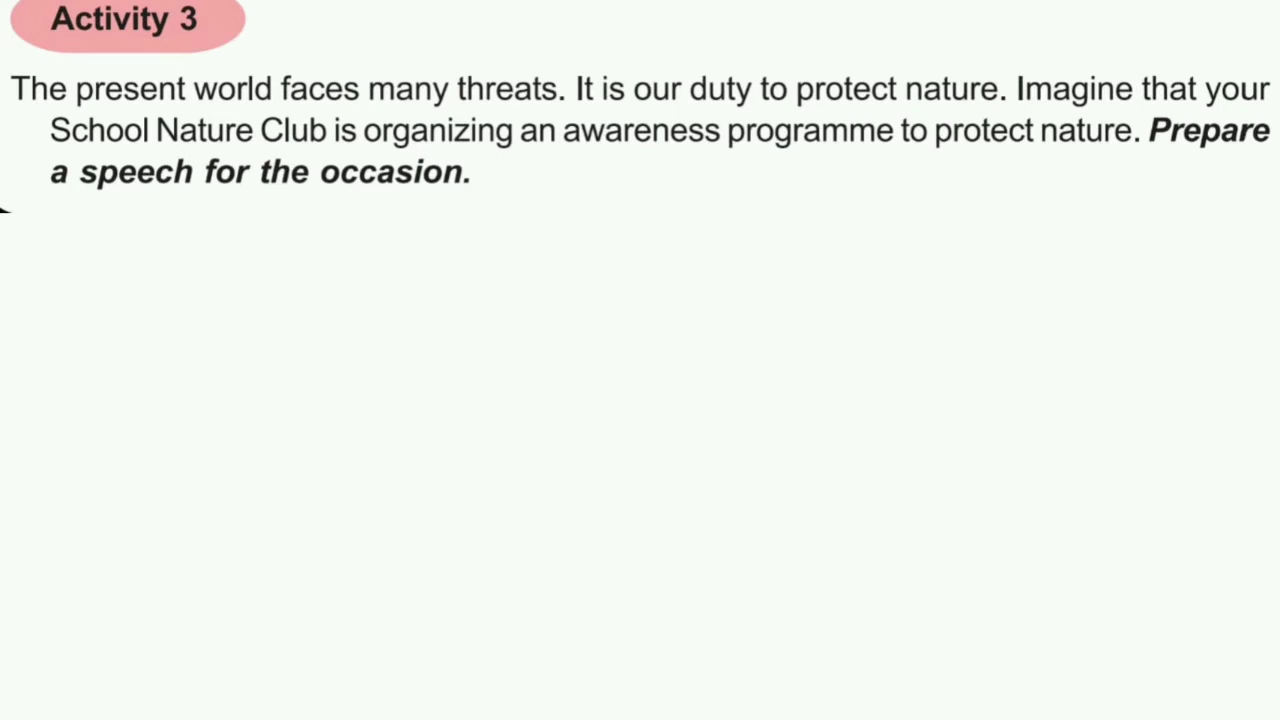 Activity 3
The present world faces many threats. It is our duty to protect nature. Imagine that your
School Nature Club is organizing an awareness programme to protect nature. Prepare
a speech for the occasion.